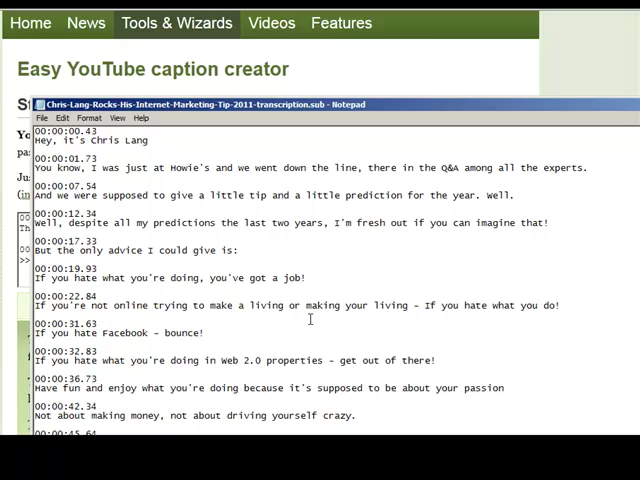 Home News Tools & Wizards Videos Features
Easy YouTube caption creator
Chris-Lang-Rocks-His-Internet-Marketing-Tip-2011-transcription.sub - Notepad
File Edit Format View Help
00:00:00.43
Hey, it's Chris Lang
00:00:01.73
You know, I was just at Howie's and we went down the line, there in the Q&A among all the experts.
00:00:07.54
And we were supposed to give a little tip and a little prediction for the year. Well.
00:00:12.34
Well, despite all my predictions the last two years, I'm fresh out if you can imagine that!
00:00:17.33
But the only advice I could give is:
00:00:19.93
If you hate what you're doing, you've got a job!
00:00:22.84
If you're not online trying to make a living or making your living - If you hate what you do!
00:00:31.63
If you hate Facebook - bounce!
00:00:32.83
If you hate what you're doing in Web 2.0 properties - get out of there!
00:00:36.73
Have fun and enjoy what you're doing because it's supposed to be about your passion
00:00:42.34
Not about making money, not about driving yourself crazy.
00:00:45.64